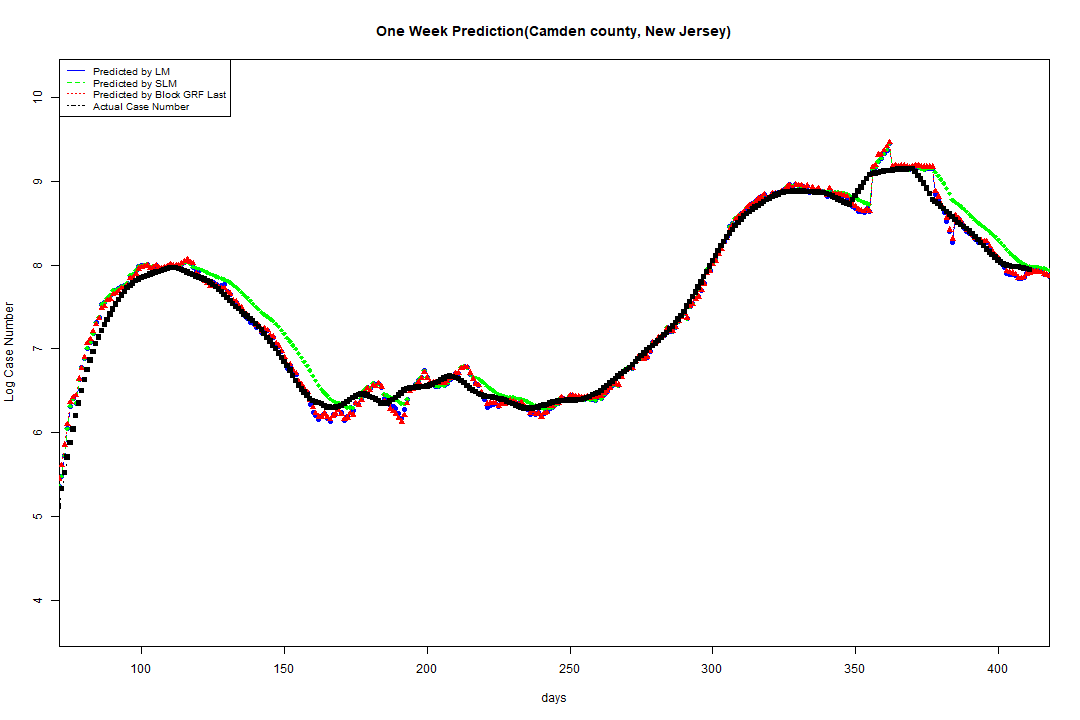 One Week Prediction(Camden county, New Jersey)
Predicted by LM
Predicted by SLM
Predicted by Block GRF Last
Actual Case Number
Log Case Number
10
9
8
7
6
5
4
100 150 200 250 300 350 400
days